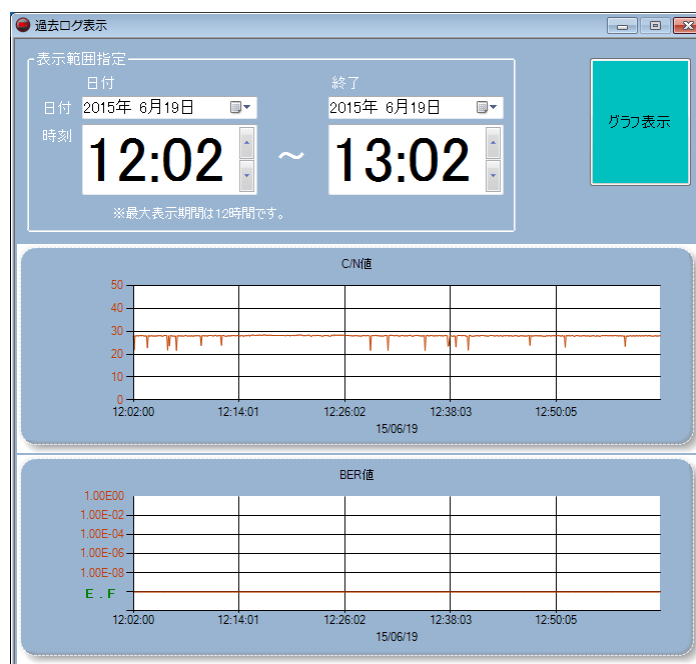 過去ログ表示
表示範囲指定
日付 終了
日付 2015年 6月19日 2015年 6月19日
時刻 12:02 ～ 13:02
※最大表示期間は12時間です。
グラフ表示
C/N値
50
40
30
20
10
0
12:02:00 12:14:01 12:26:02 12:38:03 12:50:05
15/06/19
BER値
1.00E00
1.00E-02
1.00E-04
1.00E-06
1.00E-08
E.F
12:02:00 12:14:01 12:26:02 12:38:03 12:50:05
15/06/19